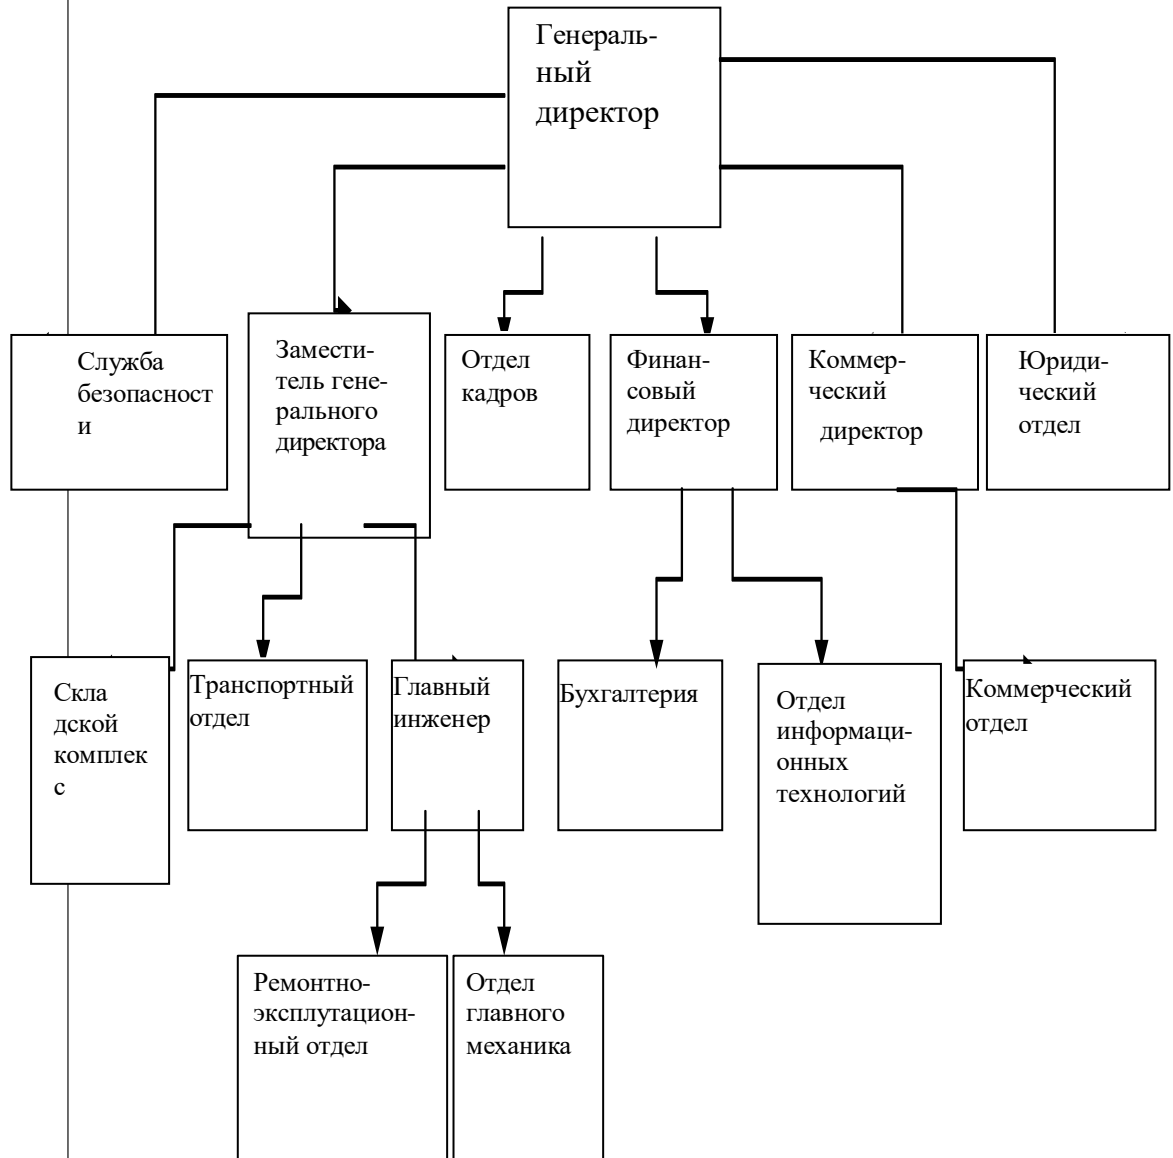 Генераль-
ный
директор
Служба
безопасност
и
Замести-
тель гене-
рального
директора
Отдел
кадров
Финан-
совый
директор
Коммер-
ческий
директор
Юриди-
ческий
отдел
Скла
дской
комплек
с
Транспортный
отдел
Главный
инженер
Бухгалтерия
Отдел
информаци-
онных
технологий
Коммерческий
отдел
Ремонтно-
эксплутацион-
ный отдел
Отдел
главного
механика